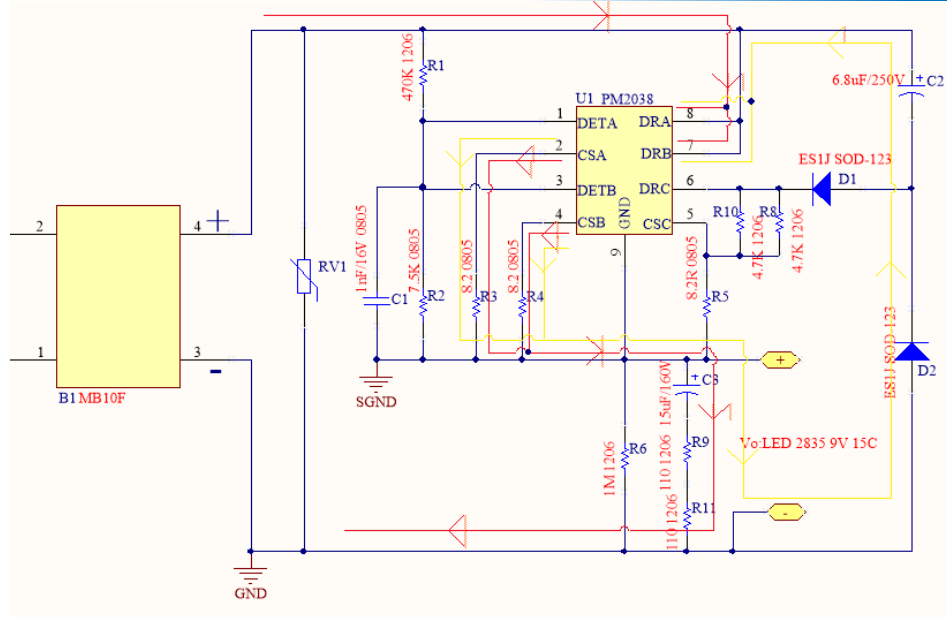 R1
470K 1206
C2
6.8uF/250V
U1 PM2038
1 DETA DRA 8
2 CSA DRB 7
3 DETB DRC 6
4 CSB CSC 5
GND
9
ES1J SOD-123
D1
R10
4.7K 1206
R8
4.7K 1206
2 4 +
1 3 -
B1 MB10F
RV1
1nF/16V 0805
C1
7.5K 0805
R2
8.2 0805
R3
8.2 0805
R4
8.2R 0805
R5
ES1J SOD-123
D2
SGND
+
C3
15uF/160V
R6
1M 1206
R9
110 1206
R11
110 1206
Vo:LED 2835 9V 15C
-
GND